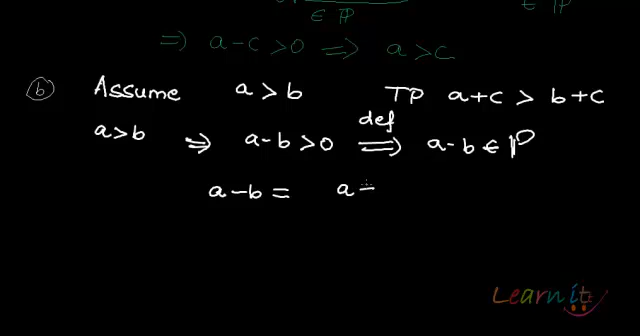 ∈ ℙ ∈ ℙ
⇒ a-c>0 ⇒ a>c
(b) Assume a>b TP a+c > b+c
a>b ⇒ a-b>0 def ⇒ a-b ∈ ℙ
a-b = a -
Learnit